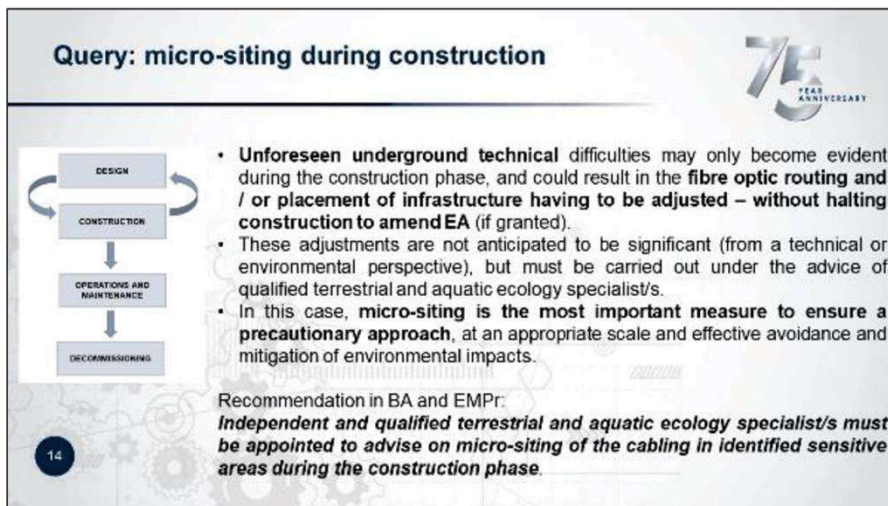 Query: micro-siting during construction
75
YEAR
ANNIVERSARY
DESIGN
CONSTRUCTION
OPERATIONS AND
MAINTENANCE
DECOMMISSIONING
• Unforeseen underground technical difficulties may only become evident
during the construction phase, and could result in the fibre optic routing and
/ or placement of infrastructure having to be adjusted – without halting
construction to amend EA (if granted).
• These adjustments are not anticipated to be significant (from a technical or
environmental perspective), but must be carried out under the advice of
qualified terrestrial and aquatic ecology specialist/s.
• In this case, micro-siting is the most important measure to ensure a
precautionary approach, at an appropriate scale and effective avoidance and
mitigation of environmental impacts.
Recommendation in BA and EMPr:
Independent and qualified terrestrial and aquatic ecology specialist/s must
be appointed to advise on micro-siting of the cabling in identified sensitive
areas during the construction phase.
14